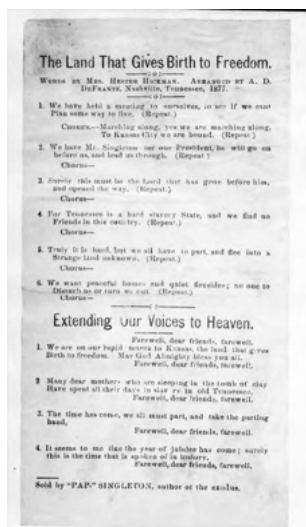 The Land That Gives Birth to Freedom.
WORDS BY MRS. HESTER HICKMAN. ARRANGED BY A. D.
DEFRANTZ, Nashville, Tennessee, 1877.
1. We have held a meeting to ourselves, to see if we cant
Plan some way to live. (Repeat.)
CHORUS.—Marching along, yes we are marching along,
To Kansas City we are bound. (Repeat)
2. We have Mr. Singleton for our President, he will go on
before us, and lead us through. (Repeat)
Chorus—
3. Surely this must be the Lord that has gone before him,
and opened the way. (Repeat.)
Chorus—
4. For Tennessee is a hard slavery State, and we find no
Friends in this country. (Repeat.)
Chorus—
5. Truly it is hard, but we all have to part, and flee into a
Strange land unknown. (Repeat.)
Chorus—
6. We want peaceful homes and quiet firesides; no one to
Disturb us or turn us out. (Repeat.)
Chorus—
Extending our Voices to Heaven.
Farewell, dear friends, farewell.
1. We are on our rapid march to Kansas, the land that gives
Birth to freedom. May God Almighty bless you all.
Farewell, dear friends, farewell.
2 Many dear mothers who are sleeping in the tomb of clay
Have spent all their days in slavery in old Tennessee.
Farewell, dear friends, farewell.
3. The time has come, we all must part, and take the parting
hand,
Farewell, dear friends, farewell.
4. It seems to me that the year of jubilee has come; surely
this is the time that is spoken of in history.
Farewell, dear friends, farewell.
Sold by "PAP" SINGLETON, author of the exodus.